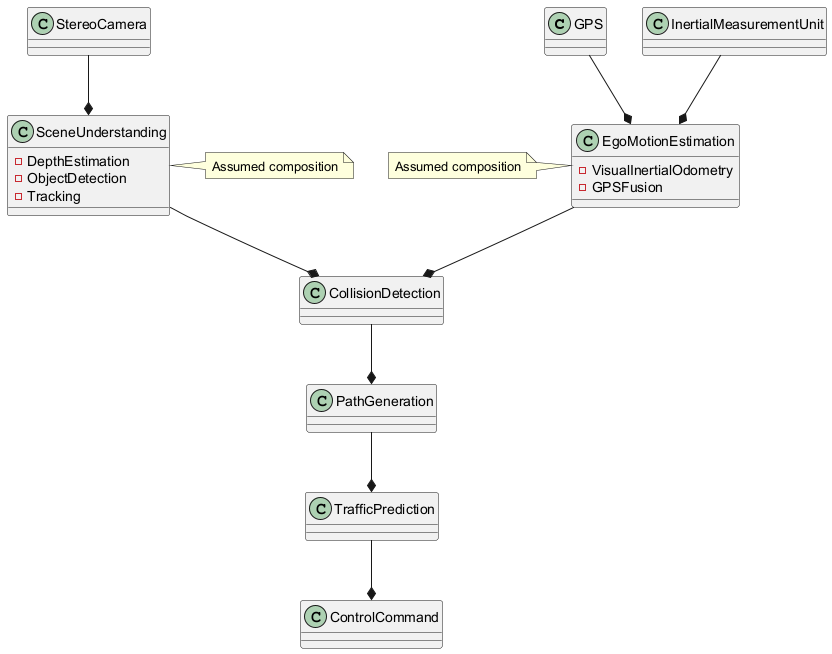 C StereoCamera
C GPS
C InertialMeasurementUnit
C SceneUnderstanding
DepthEstimation
ObjectDetection
Tracking
Assumed composition
Assumed composition
C EgoMotionEstimation
VisualInertialOdometry
GPSFusion
C CollisionDetection
C PathGeneration
C TrafficPrediction
C ControlCommand